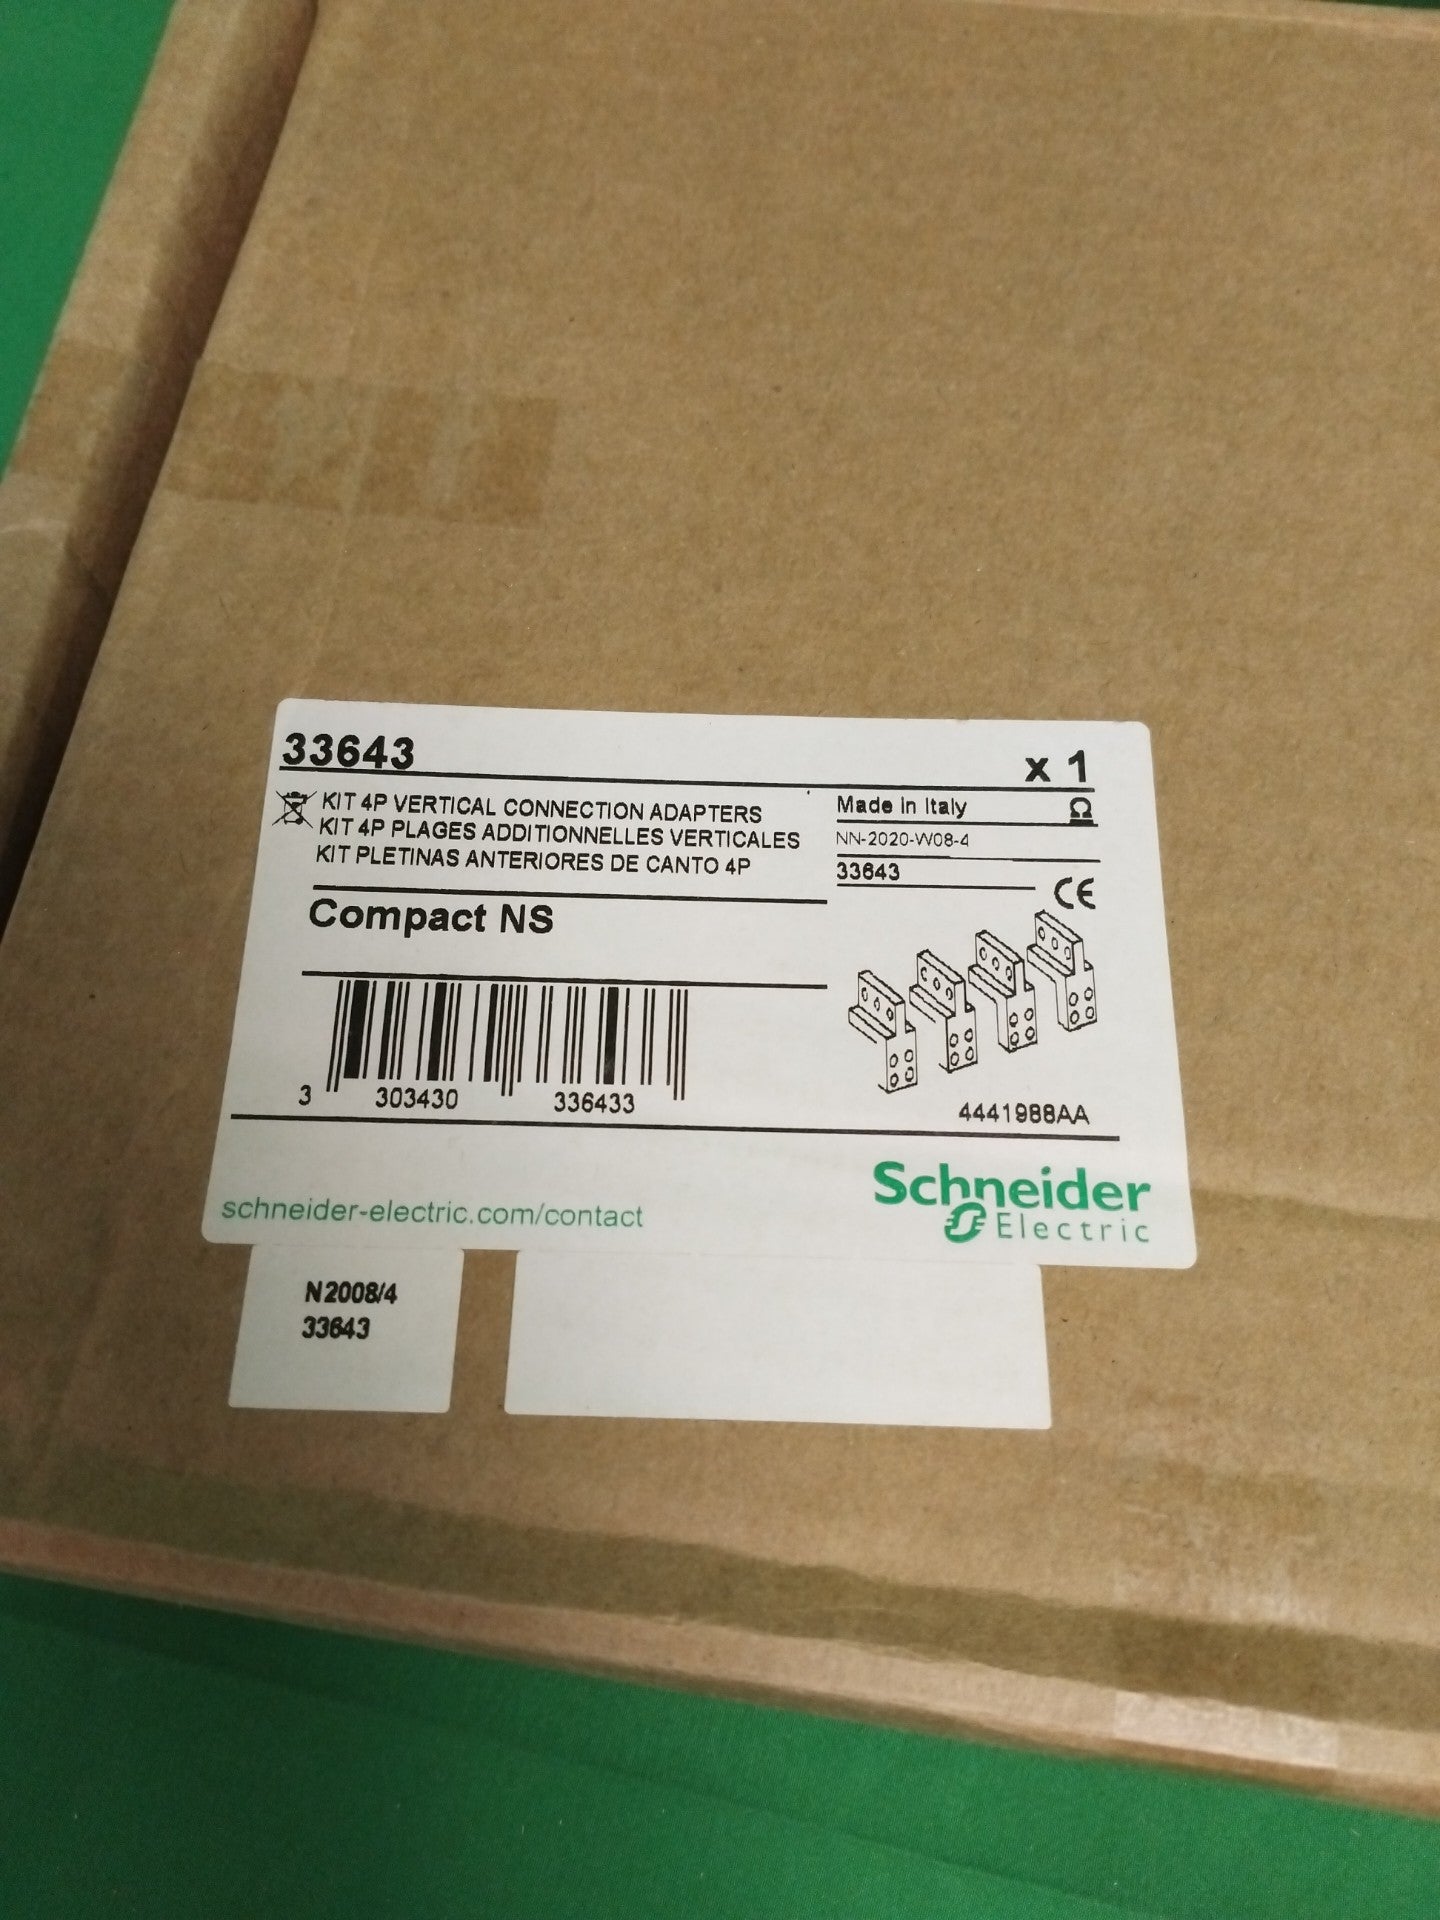 33643 x 1
KIT 4P VERTICAL CONNECTION ADAPTERS
KIT 4P PLAGES ADDITIONNELLES VERTICALES
KIT PLETINAS ANTERIORES DE CANTO 4P
Made in Italy
NN-2020-W08-4
33643
CE
Compact NS
3 303430 336433
4441988AA
schneider-electric.com/contact
Schneider
Electric
N2008/4
33643